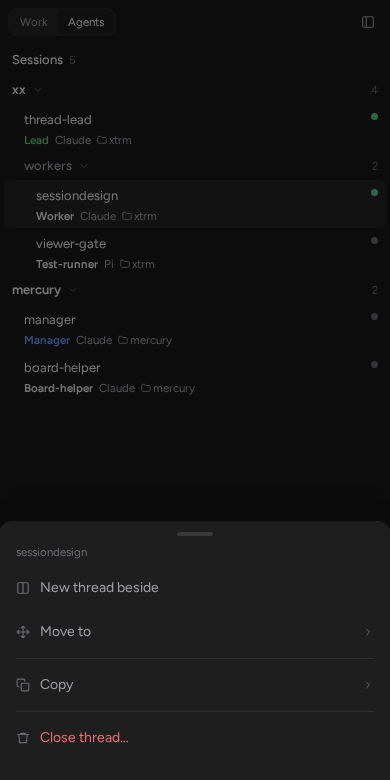 Work Agents
Sessions 5
xx 4
thread-lead
Lead Claude xtrm
workers 2
sessiondesign
Worker Claude xtrm
viewer-gate
Test-runner Pi xtrm
mercury 2
manager
Manager Claude mercury
board-helper
Board-helper Claude mercury
sessiondesign
New thread beside
Move to
Copy
Close thread...